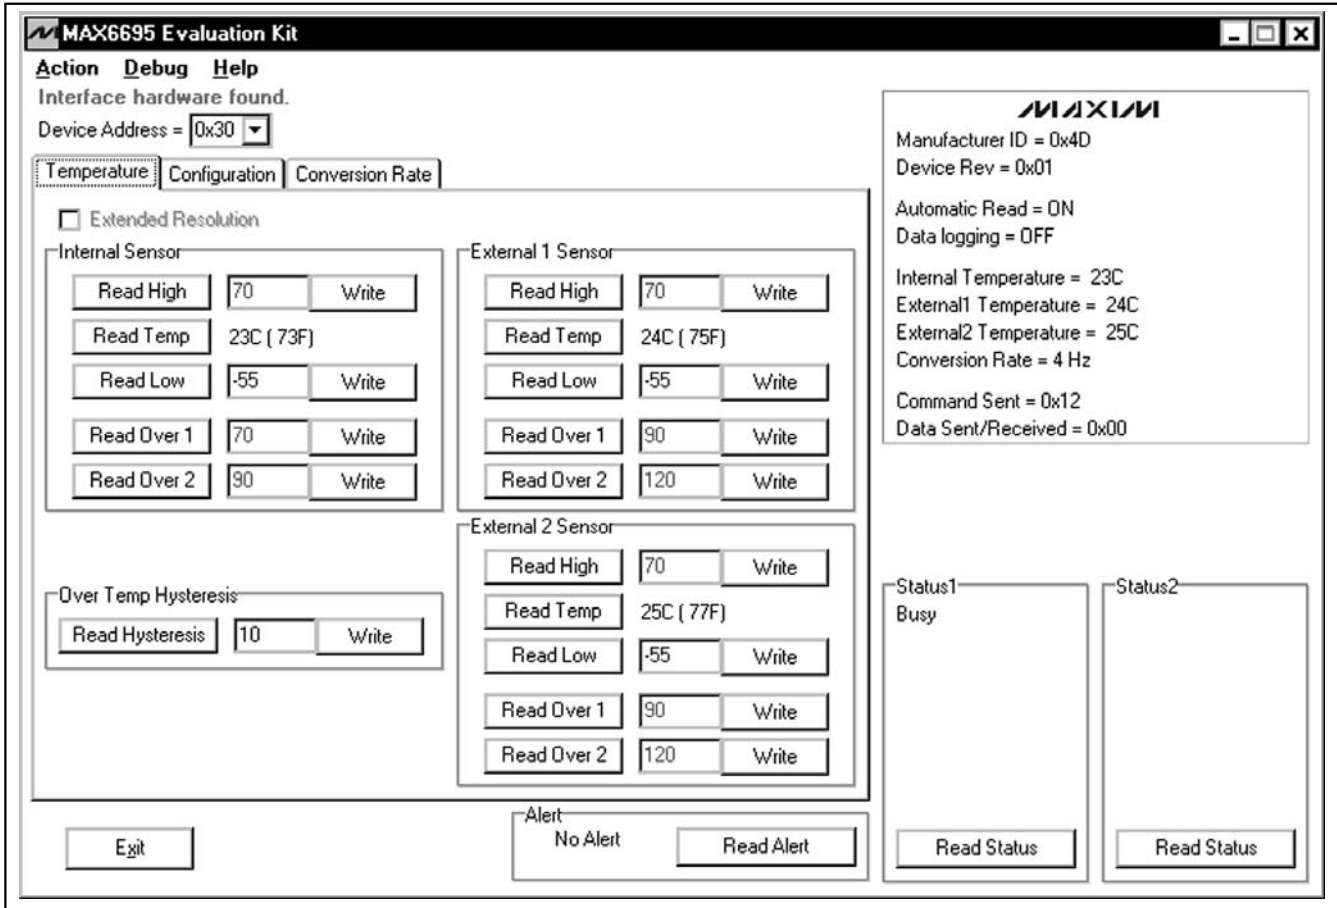 MAX6695 Evaluation Kit
Action Debug Help
Interface hardware found.
Device Address = 0x30
Temperature Configuration Conversion Rate
Extended Resolution
Internal Sensor
Read High 70 Write
Read Temp 23C ( 73F)
Read Low -55 Write
Read Over 1 70 Write
Read Over 2 90 Write
Over Temp Hysteresis
Read Hysteresis 10 Write
External 1 Sensor
Read High 70 Write
Read Temp 24C ( 75F)
Read Low -55 Write
Read Over 1 90 Write
Read Over 2 120 Write
External 2 Sensor
Read High 70 Write
Read Temp 25C ( 77F)
Read Low -55 Write
Read Over 1 90 Write
Read Over 2 120 Write
Exit
Alert
No Alert Read Alert
MAXIM
Manufacturer ID = 0x4D
Device Rev = 0x01
Automatic Read = ON
Data logging = OFF
Internal Temperature = 23C
External1 Temperature = 24C
External2 Temperature = 25C
Conversion Rate = 4 Hz
Command Sent = 0x12
Data Sent/Received = 0x00
Status1
Busy
Read Status
Status2
Read Status